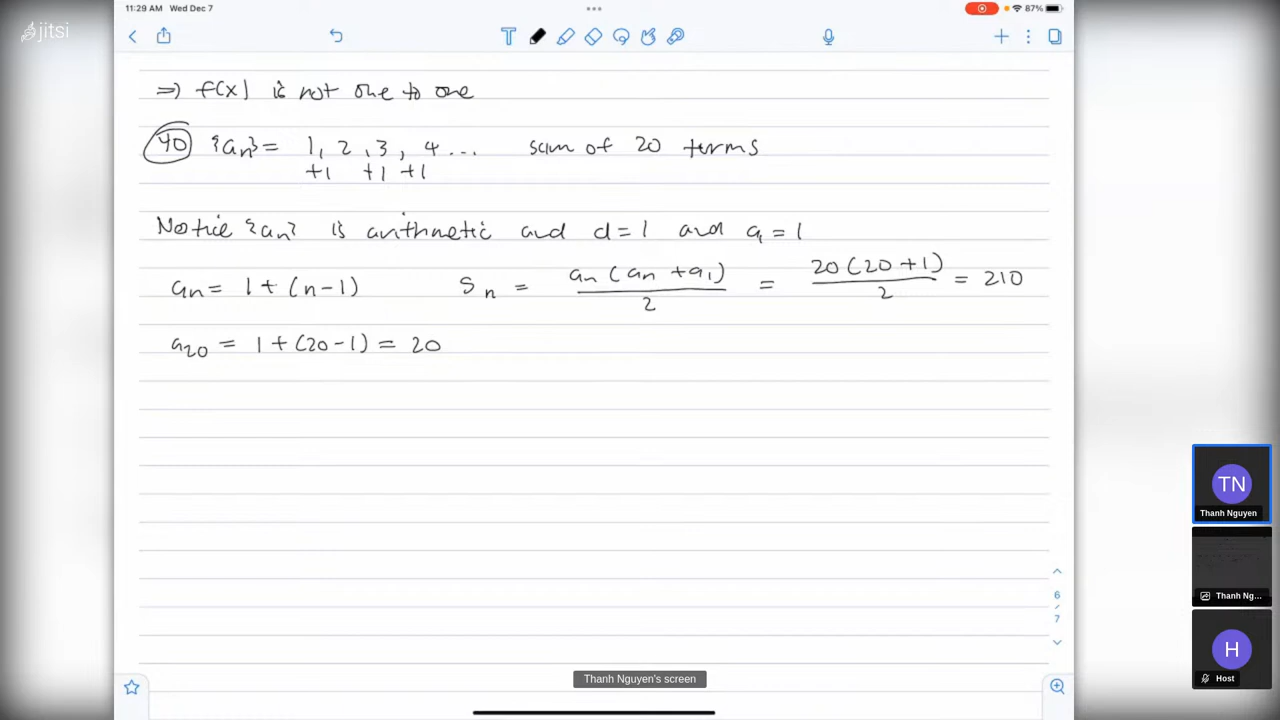 11:29 AM Wed Dec 7
87%
jitsi
⇒ f(x) is not one to one
40 {an} = 1, 2, 3, 4... sum of 20 terms
+1 +1 +1
Notice {an} is arithmetic and d=1 and a₁ = 1
an = 1 + (n-1) Sn = an(an + a₁)/2 = 20(20+1)/2 = 210
a20 = 1 + (20-1) = 20
6
/
7
TN
Thanh Nguyen
Thanh Ng...
H
Host
Thanh Nguyen's screen